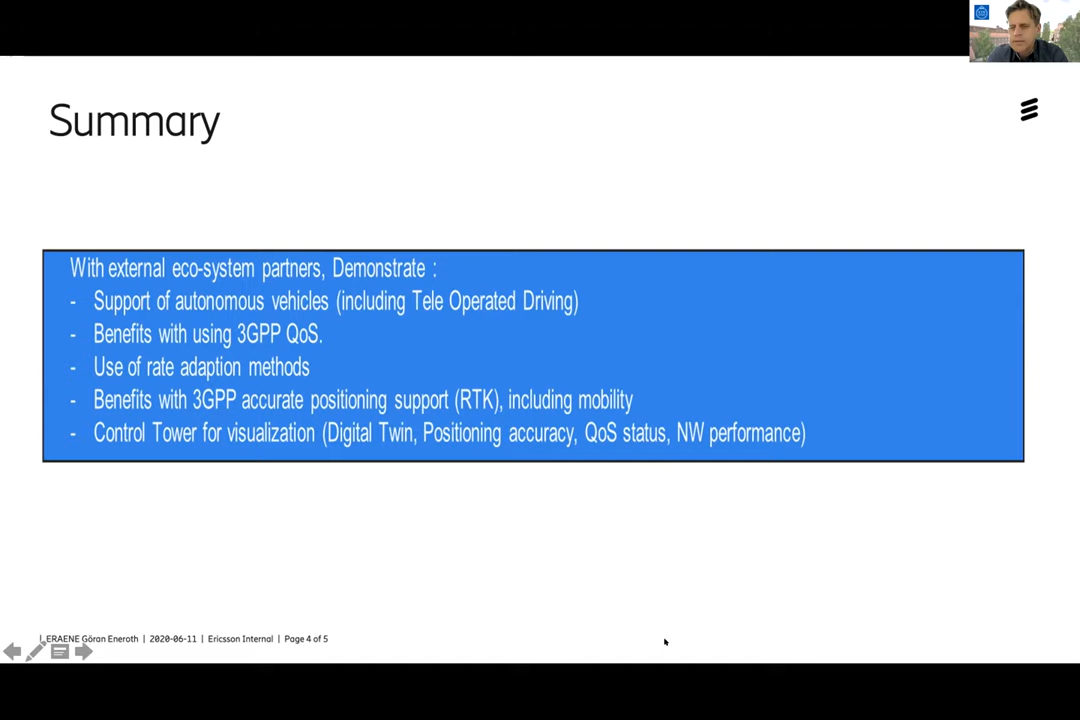 Summary
With external eco-system partners, Demonstrate :
- Support of autonomous vehicles (including Tele Operated Driving)
- Benefits with using 3GPP QoS.
- Use of rate adaption methods
- Benefits with 3GPP accurate positioning support (RTK), including mobility
- Control Tower for visualization (Digital Twin, Positioning accuracy, QoS status, NW performance)
| ERAENE Göran Eneroth | 2020-06-11 | Ericsson Internal | Page 4 of 5